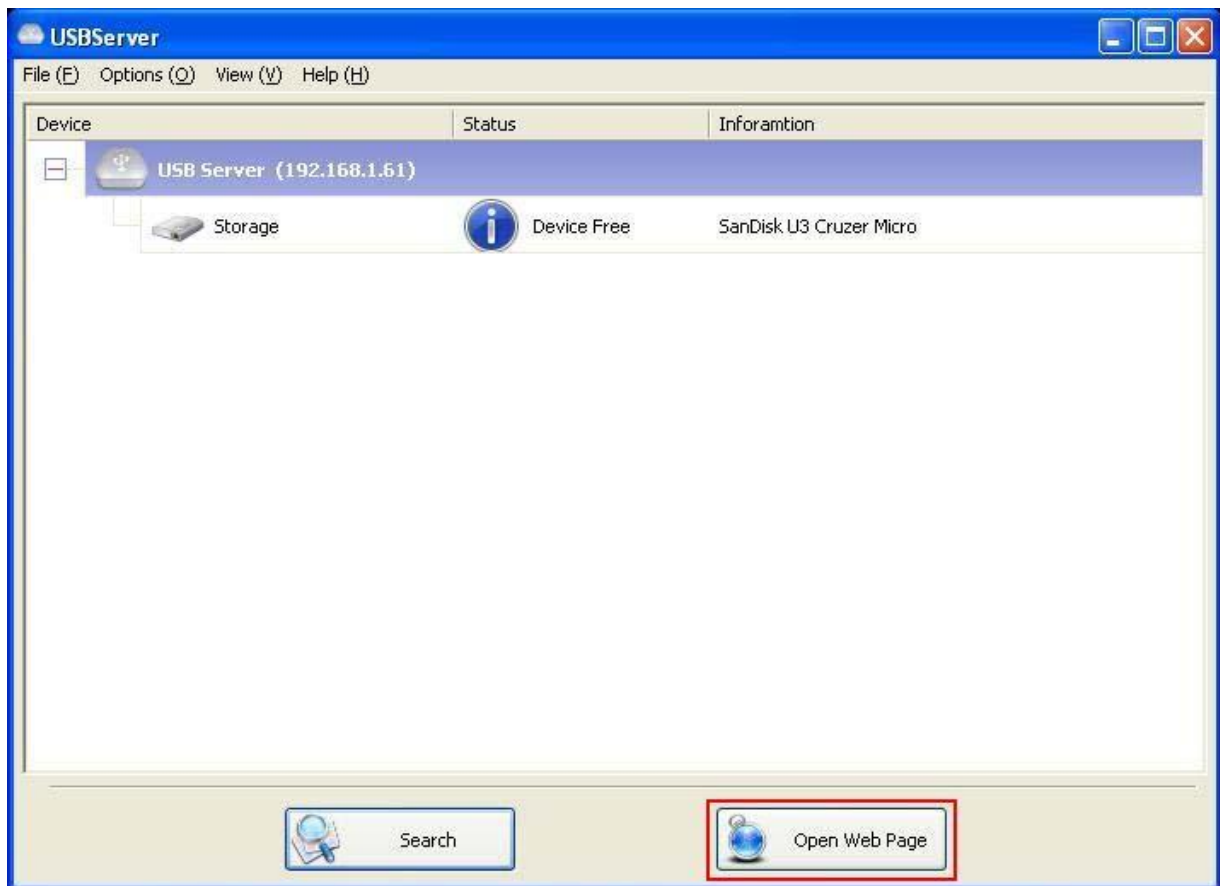 USBServer
File (F) Options (O) View (V) Help (H)
Device Status Inforamtion
USB Server (192.168.1.61)
Storage Device Free SanDisk U3 Cruzer Micro
Search Open Web Page